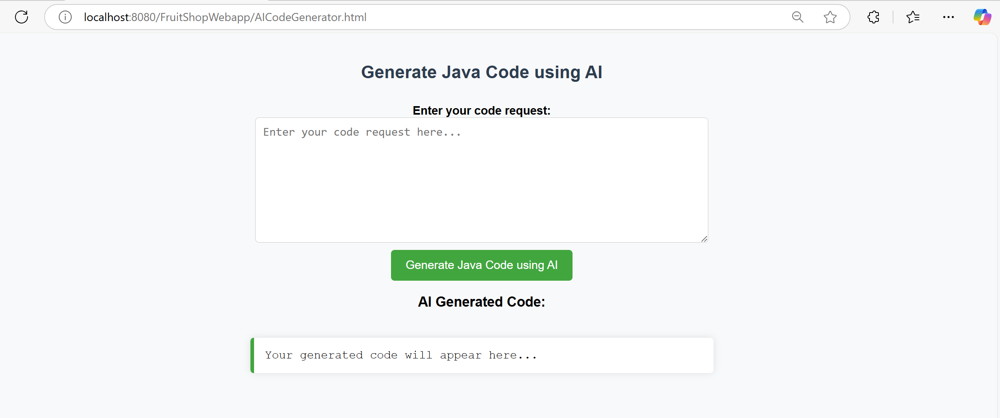 localhost:8080/FruitShopWebapp/AICodeGenerator.html
Generate Java Code using AI
Enter your code request:
Enter your code request here...
Generate Java Code using AI
AI Generated Code:
Your generated code will appear here...